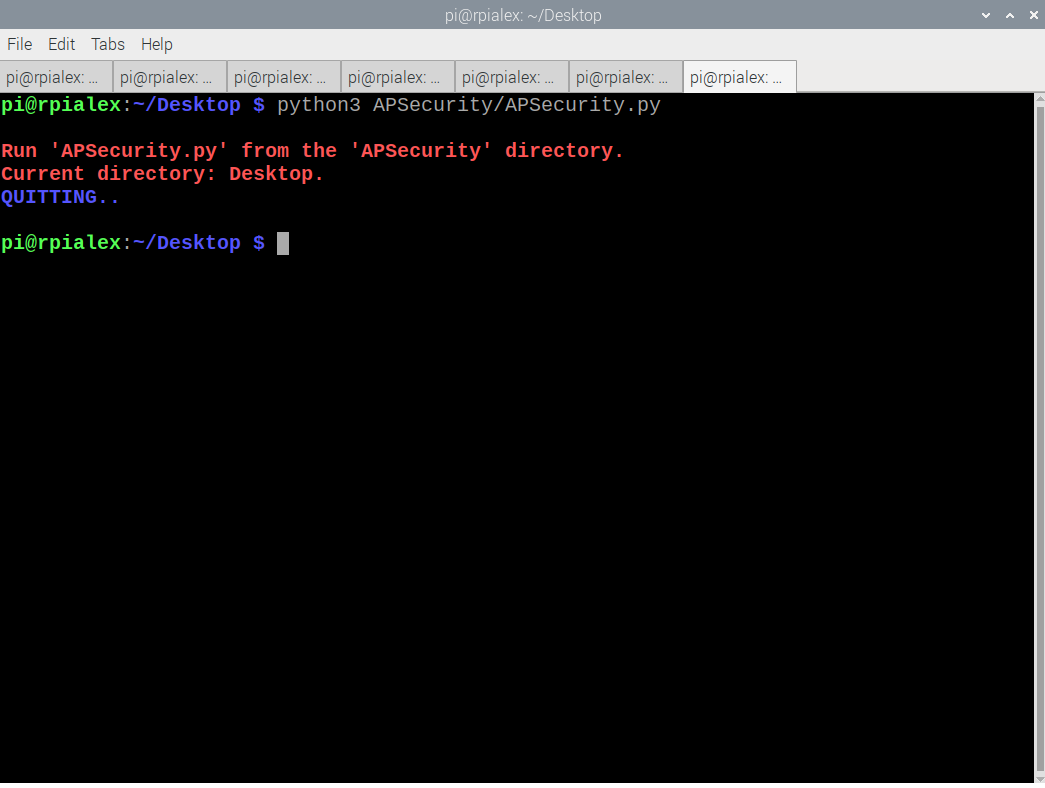 pi@rpialex: ~/Desktop
File Edit Tabs Help
pi@rpialex: ... pi@rpialex: ... pi@rpialex: ... pi@rpialex: ... pi@rpialex: ... pi@rpialex: ... pi@rpialex: ...
pi@rpialex:~/Desktop $ python3 APSecurity/APSecurity.py
Run 'APSecurity.py' from the 'APSecurity' directory.
Current directory: Desktop.
QUITTING..
pi@rpialex:~/Desktop $